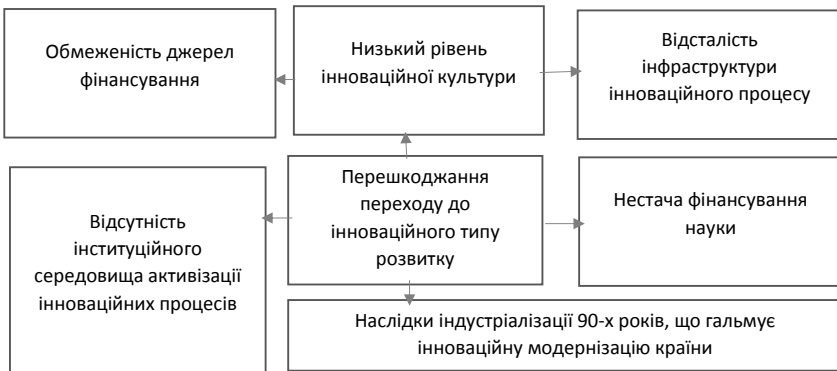 Обмеженість джерел
фінансування
Низький рівень
інноваційної культури
Відсталість
інфраструктури
інноваційного процесу
Відсутність
інституційного
середовища активізації
інноваційних процесів
Перешкоджання
переходу до
інноваційного типу
розвитку
Нестача фінансування
науки
Наслідки індустріалізації 90-х років, що гальмує
інноваційну модернізацію країни